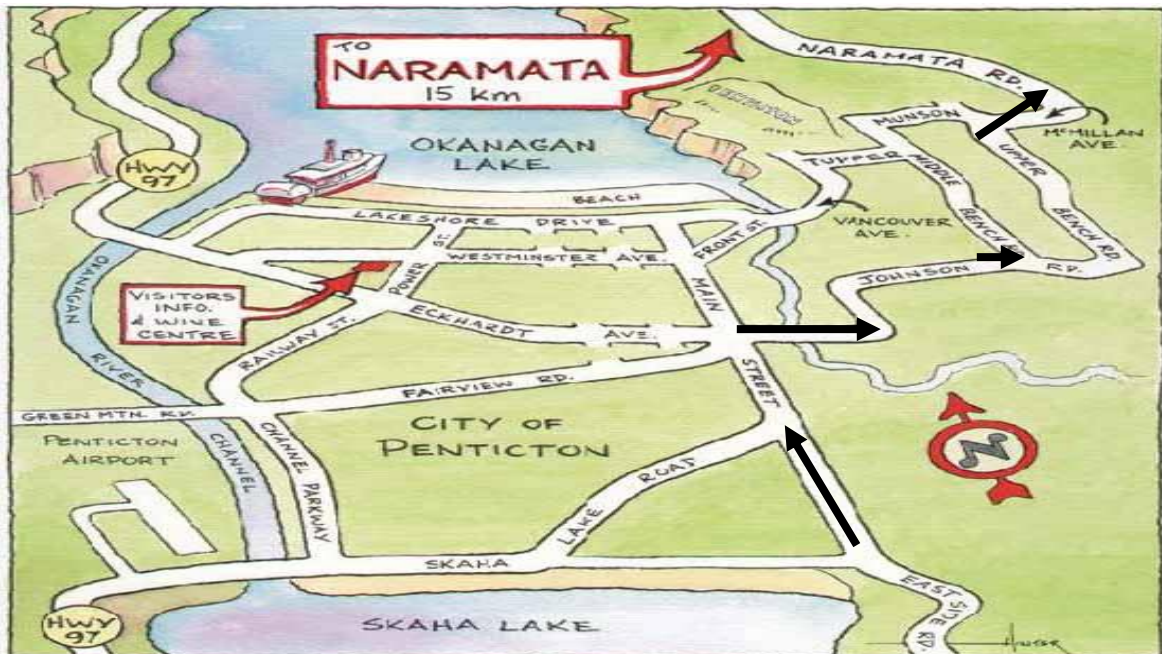 TO
NARAMATA
15 km
NARAMATA RD.
McMILLAN
AVE.
MUNSON
UPPER
BENCH RD.
TUPPER
MIDDLE
BENCH
RD.
OKANAGAN
LAKE
BEACH
HWY
97
LAKESHORE DRIVE
VANCOUVER
AVE.
FRONT ST.
WESTMINSTER AVE.
POWER ST.
MAIN
STREET
JOHNSON
VISITORS
INFO.
& WINE
CENTRE
OKANAGAN
RIVER
CHANNEL
ECKHARDT
AVE.
RAILWAY ST.
FAIRVIEW RD.
GREEN MTN. RD.
CITY OF
PENTICTON
PENTICTON
AIRPORT
CHANNEL PARKWAY
N
SKAHA
LAKE
ROAD
EAST SIDE RD.
HWY
97
SKAHA LAKE